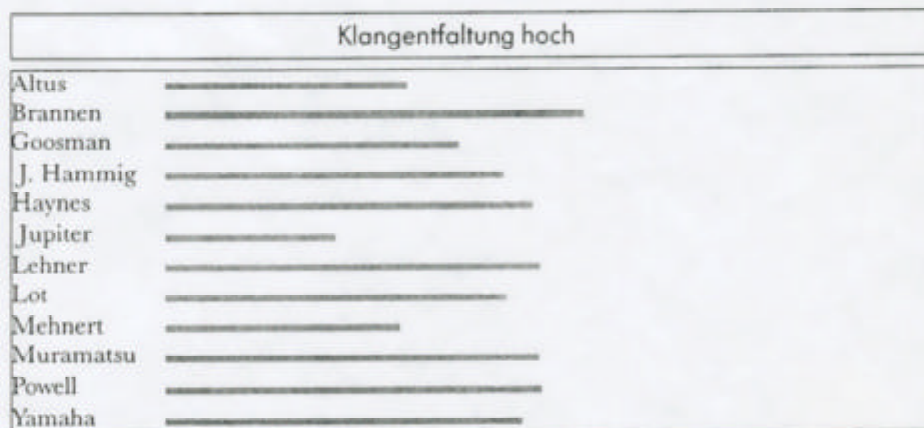 Klangentfaltung hoch
Altus
Brannen
Goosman
J. Hammig
Haynes
Jupiter
Lehner
Lot
Mehnert
Muramatsu
Powell
Yamaha